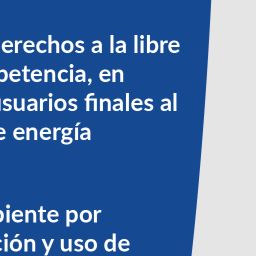 erechos a la libre
petencia, en
usuarios finales al
e energía
biente por
ción y uso de